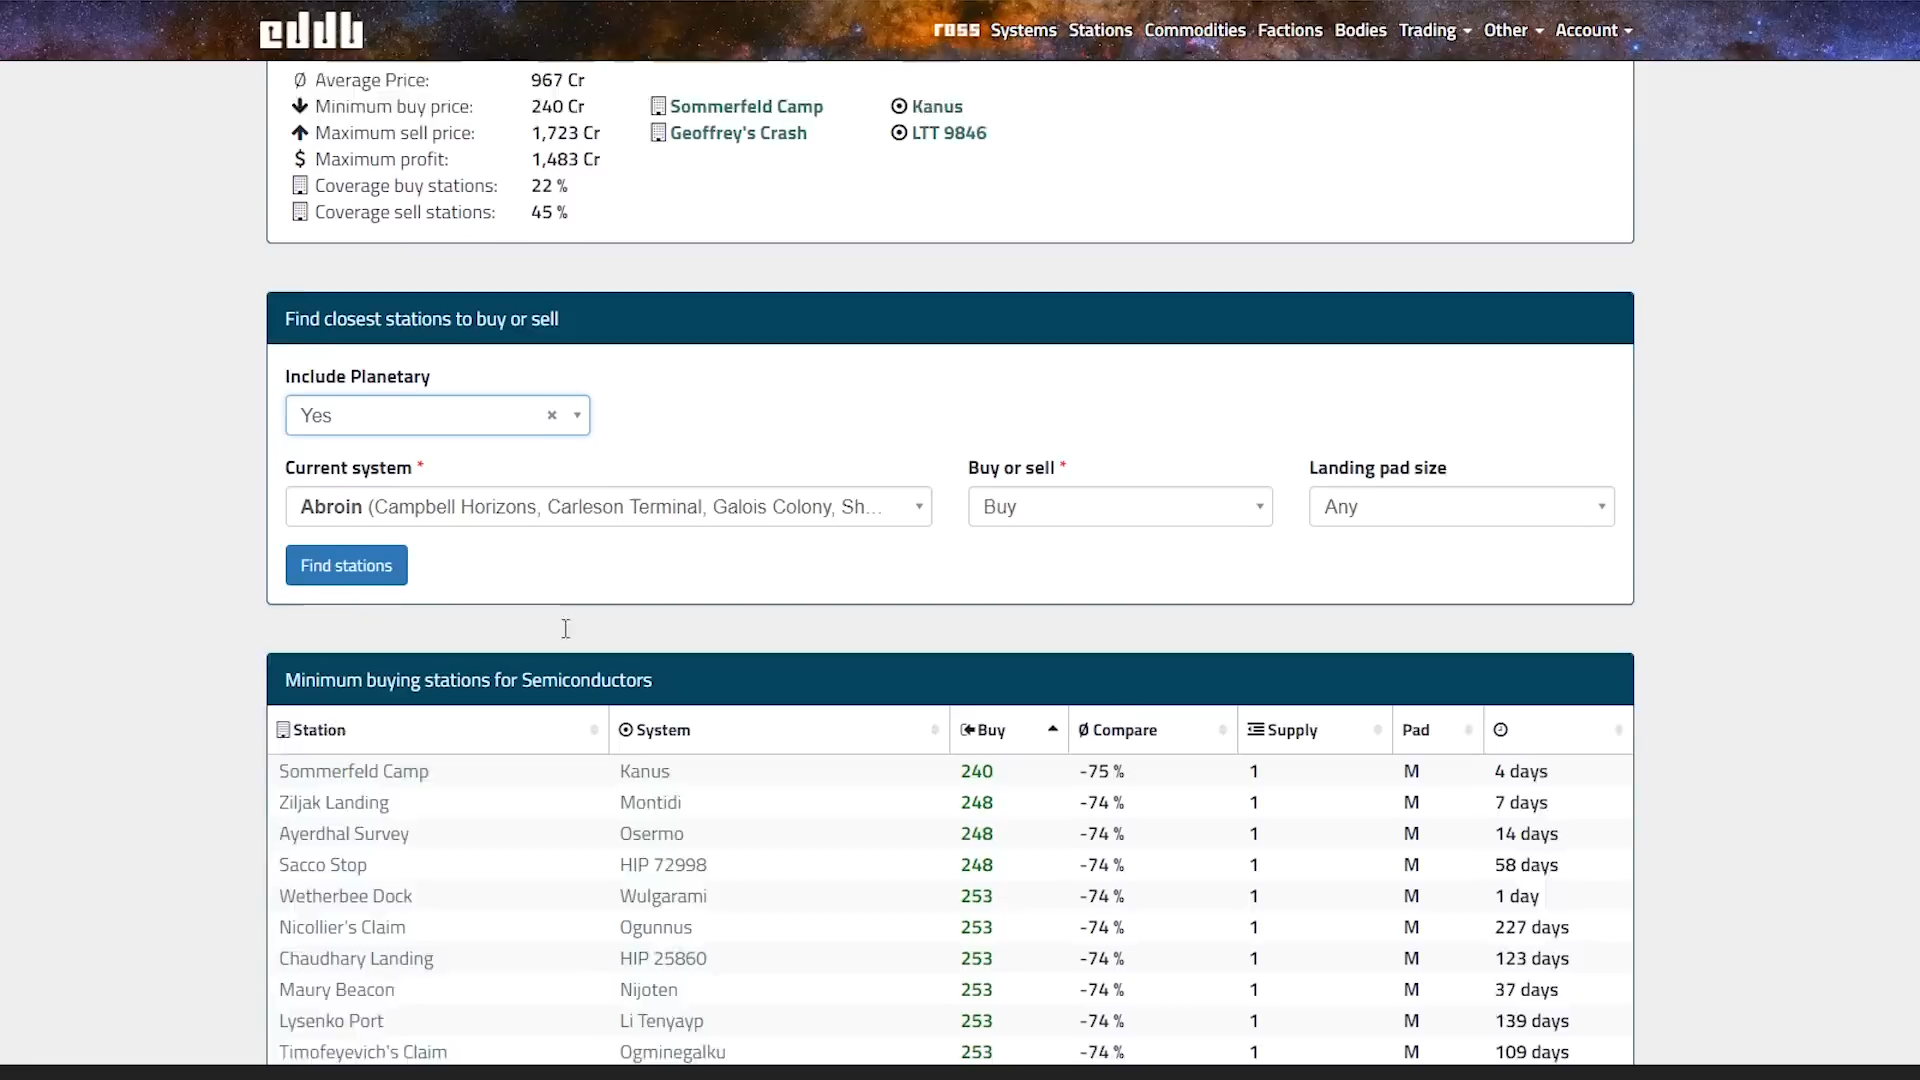 eddb ross Systems Stations Commodities Factions Bodies Trading Other Account
Ø Average Price: 967 Cr
Minimum buy price: 240 Cr Sommerfeld Camp Kanus
Maximum sell price: 1,723 Cr Geoffrey's Crash LTT 9846
$ Maximum profit: 1,483 Cr
Coverage buy stations: 22 %
Coverage sell stations: 45 %
Find closest stations to buy or sell
Include Planetary
Yes ×
Current system * Buy or sell * Landing pad size
Abroin (Campbell Horizons, Carleson Terminal, Galois Colony, Sh... Buy Any
Find stations
Minimum buying stations for Semiconductors
Station System Buy Ø Compare Supply Pad
Sommerfeld Camp Kanus 240 -75 % 1 M 4 days
Ziljak Landing Montidi 248 -74 % 1 M 7 days
Ayerdhal Survey Osermo 248 -74 % 1 M 14 days
Sacco Stop HIP 72998 248 -74 % 1 M 58 days
Wetherbee Dock Wulgarami 253 -74 % 1 M 1 day
Nicollier's Claim Ogunnus 253 -74 % 1 M 227 days
Chaudhary Landing HIP 25860 253 -74 % 1 M 123 days
Maury Beacon Nijoten 253 -74 % 1 M 37 days
Lysenko Port Li Tenyayp 253 -74 % 1 M 139 days
Timofeyevich's Claim Ogminegalku 253 -74 % 1 M 109 days